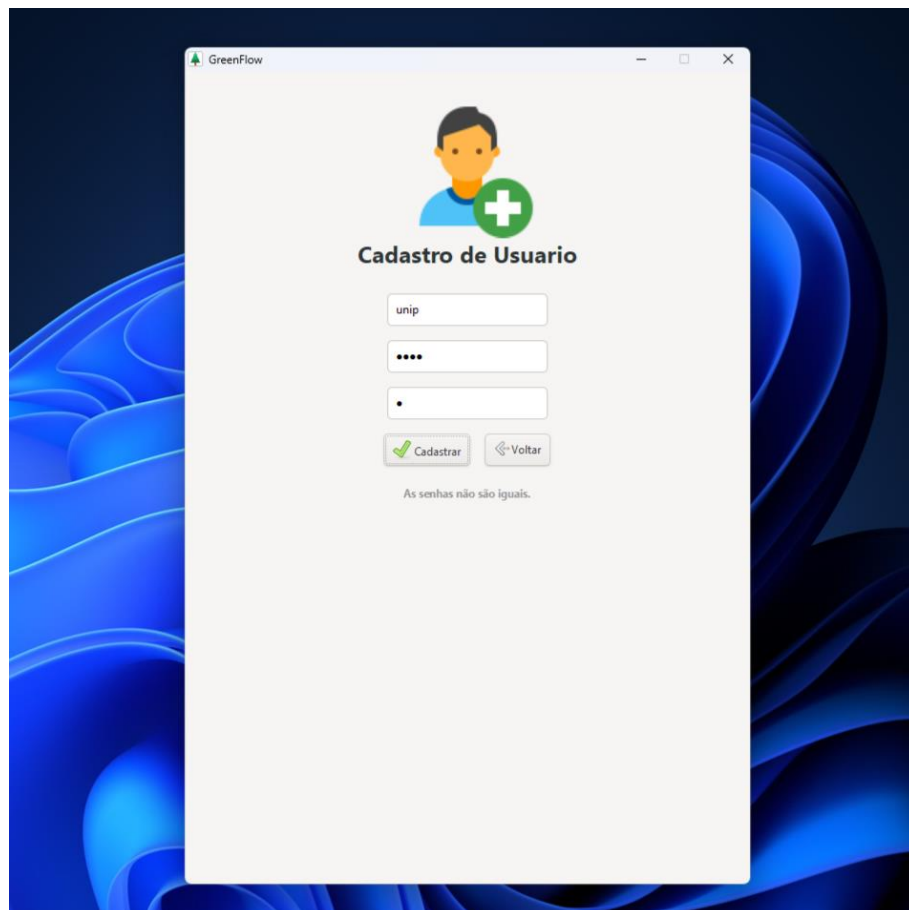 GreenFlow
Cadastro de Usuario
unip
••••
•
Cadastrar Voltar
As senhas não são iguais.